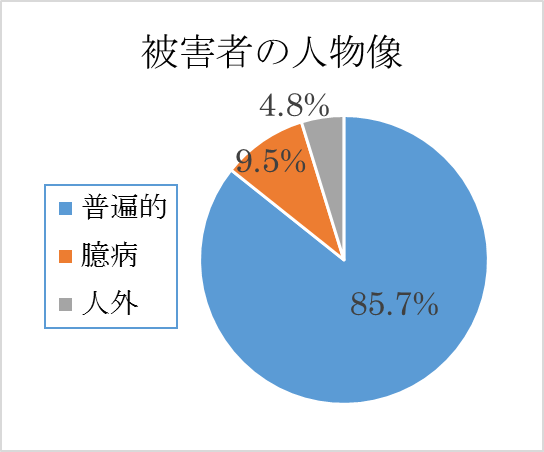 被害者の人物像
4.8%
9.5%
普遍的
臆病
人外
85.7%